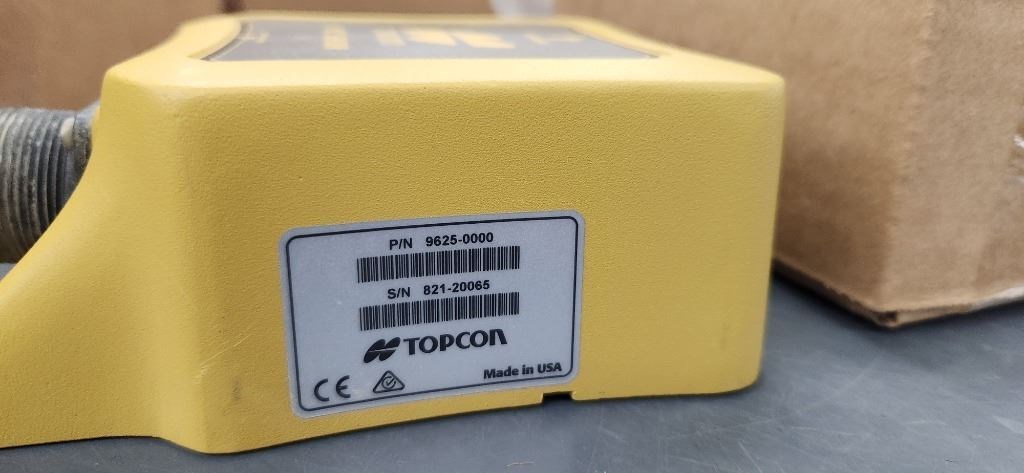 P/N 9625-0000
S/N 821-20065
TOPCON
CE
Made in USA